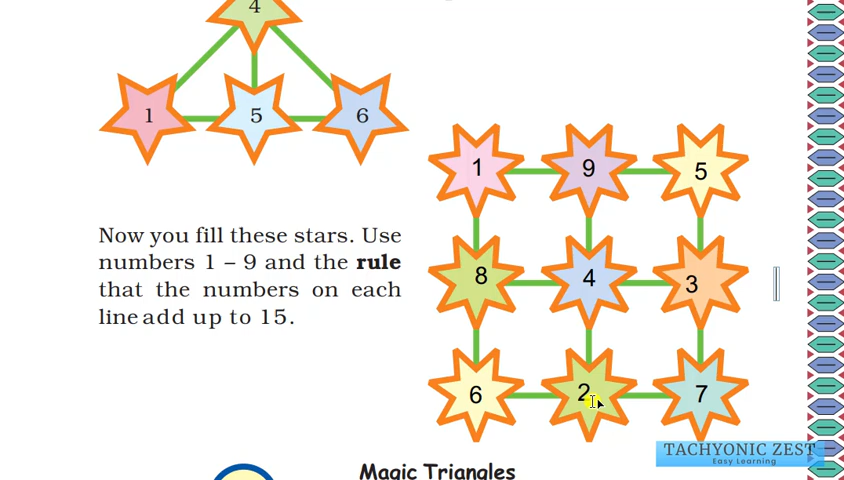 4
1 5 6
1 9 5
Now you fill these stars. Use
numbers 1 – 9 and the rule
that the numbers on each
line add up to 15.
8 4 3
6 2 7
TACHYONIC ZEST
Easy Learning
Magic Triangles